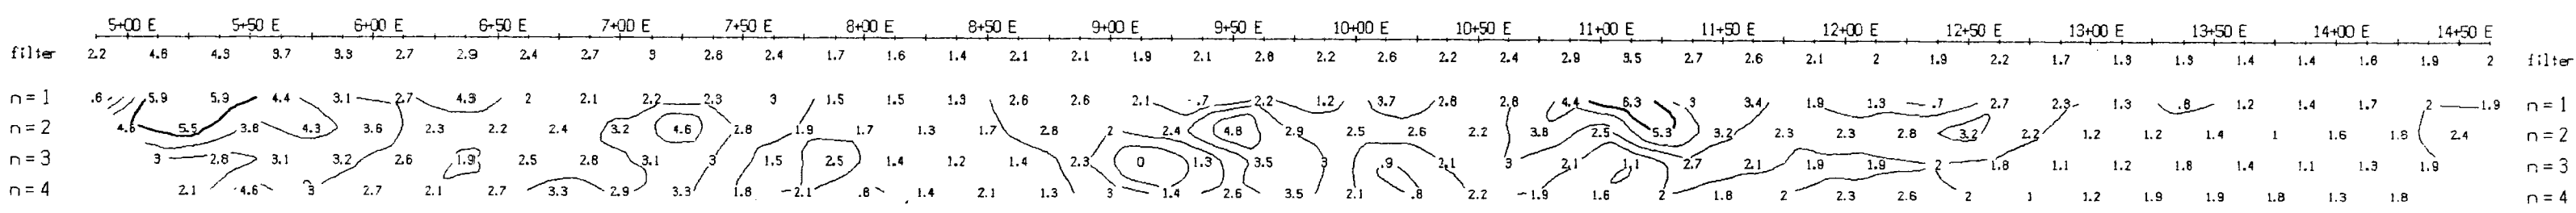 5+00 E 5+50 E 6+00 E 6+50 E 7+00 E 7+50 E 8+00 E 8+50 E 9+00 E 9+50 E 10+00 E 10+50 E 11+00 E 11+50 E 12+00 E 12+50 E 13+00 E 13+50 E 14+00 E 14+50 E
filter 2.2 4.6 4.3 3.7 3.3 2.7 2.9 2.4 2.7 3 2.8 2.4 1.7 1.6 1.4 2.1 2.1 1.9 2.1 2.8 2.2 2.6 2.2 2.4 2.9 3.5 2.7 2.6 2.1 2 1.9 2.2 1.7 1.3 1.3 1.4 1.4 1.6 1.9 2 filter
n = 1 .6 5.9 5.9 4.4 3.1 2.7 4.3 2 2.1 2.2 2.3 3 1.5 1.5 1.3 2.6 2.6 2.1 .7 2.2 1.2 3.7 2.8 2.8 4.4 6.3 3 3.4 1.9 1.3 .7 2.7 2.3 1.3 .8 1.2 1.4 1.7 2 1.9 n = 1
n = 2 4.6 5.5 3.8 4.3 3.6 2.3 2.2 2.4 3.2 4.6 2.8 1.9 1.7 1.3 1.7 2.8 2 2.4 4.8 2.9 2.5 2.6 2.2 3.8 2.5 5.3 3.2 2.3 2.3 2.8 3.2 2.2 1.2 1.2 1.4 1 1.6 1.8 2.4 n = 2
n = 3 3 2.8 3.1 3.2 2.6 1.9 2.5 2.8 3.1 3 1.5 2.5 1.4 1.2 1.4 2.3 0 1.3 3.5 3 .9 2.1 3 2.1 1.1 2.7 2.1 1.9 1.9 2 1.8 1.1 1.2 1.8 1.4 1.1 1.3 1.9 n = 3
n = 4 2.1 4.6 3 2.7 2.1 2.7 3.3 2.9 3.3 1.8 2.1 .8 1.4 2.1 1.3 3 1.4 2.6 3.5 2.1 .8 2.2 1.9 1.6 2 1.8 2 2.3 2.6 2 1 1.2 1.9 1.9 1.8 1.3 1.8 n = 4